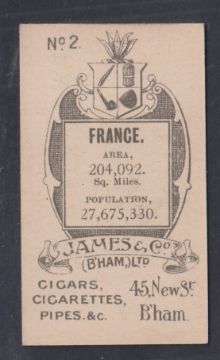 Nº 2.
FRANCE.
AREA,
204,092.
Sq. Miles.
POPULATION,
27,675,330.
JAMES & Cº
(B'HAM,) LTD
CIGARS,
CIGARETTES,
PIPES. &c.
45, New St.
B'ham.